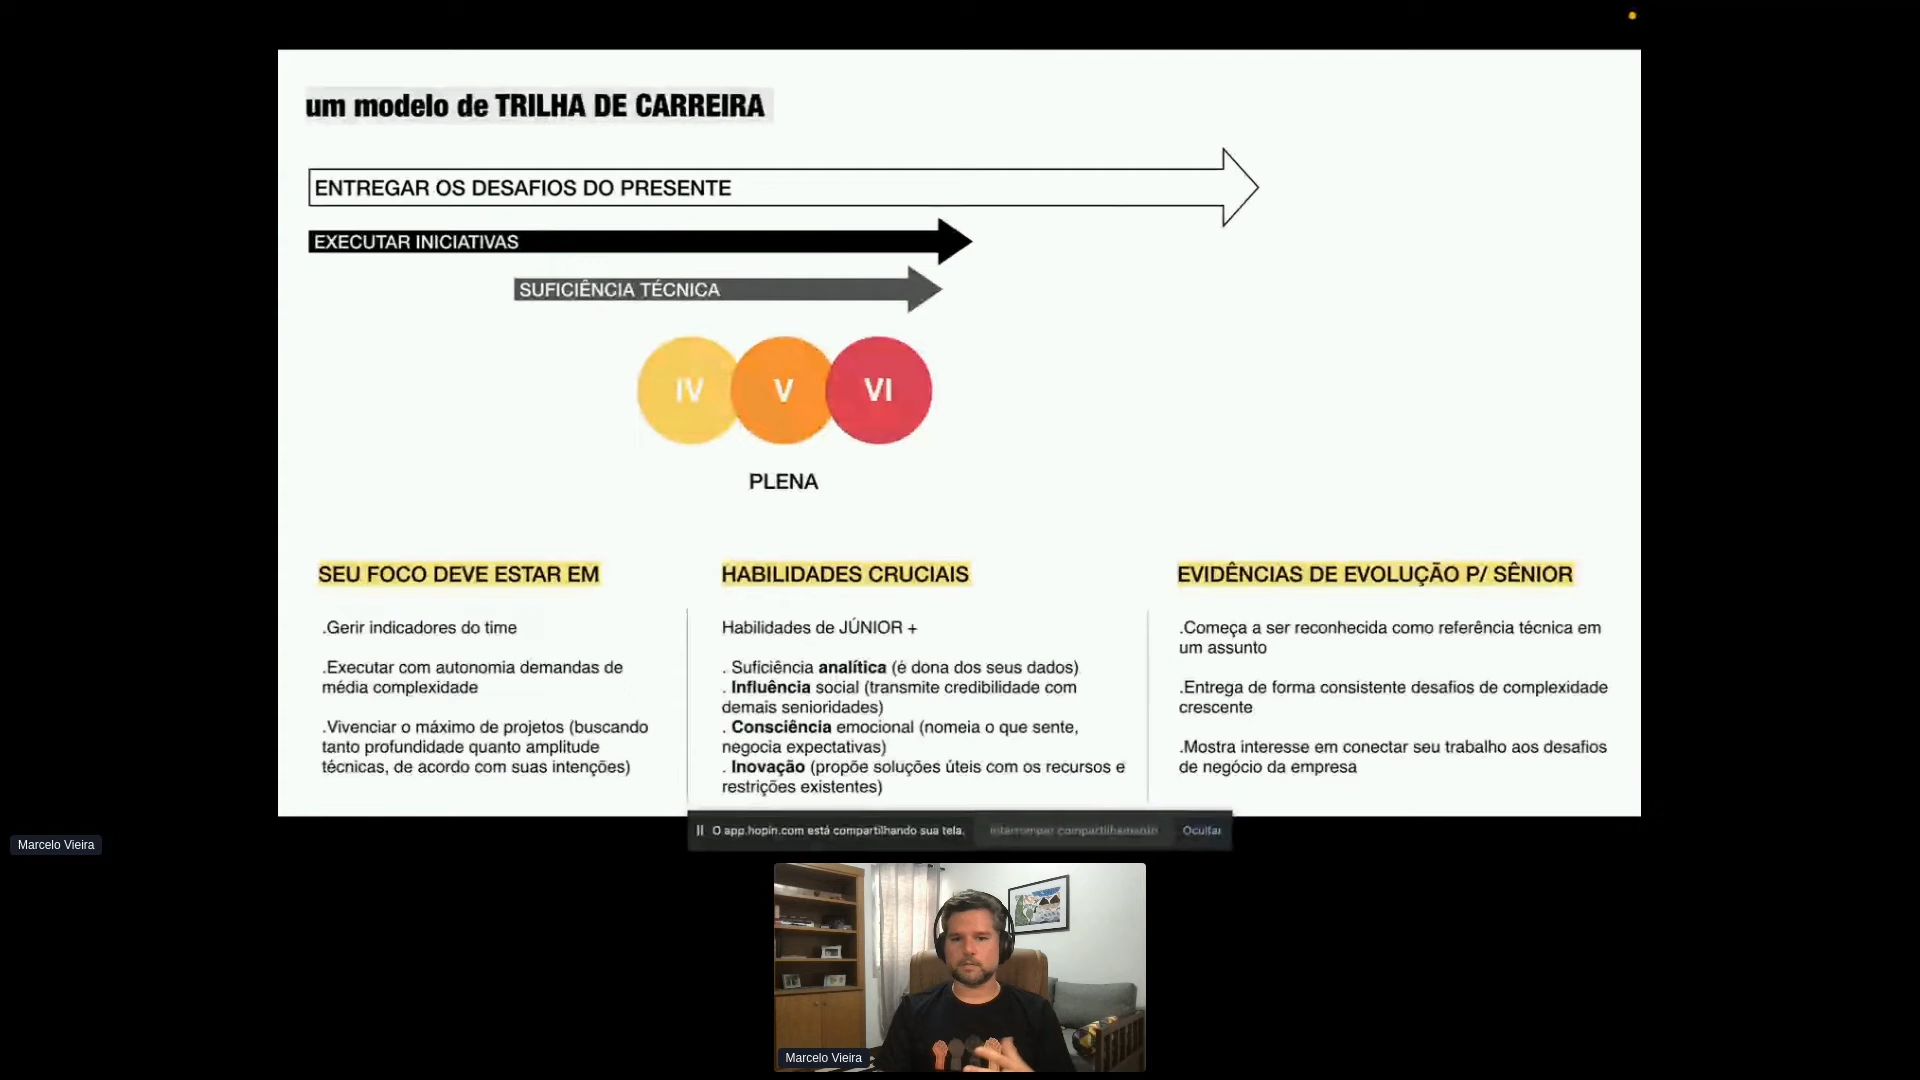 um modelo de TRILHA DE CARREIRA
ENTREGAR OS DESAFIOS DO PRESENTE
EXECUTAR INICIATIVAS
SUFICIÊNCIA TÉCNICA
IV
V
VI
PLENA
SEU FOCO DEVE ESTAR EM
.Gerir indicadores do time
.Executar com autonomia demandas de
média complexidade
.Vivenciar o máximo de projetos (buscando
tanto profundidade quanto amplitude
técnicas, de acordo com suas intenções)
HABILIDADES CRUCIAIS
Habilidades de JÚNIOR +
. Suficiência analítica (é dona dos seus dados)
. Influência social (transmite credibilidade com
demais senioridades)
. Consciência emocional (nomeia o que sente,
negocia expectativas)
. Inovação (propõe soluções úteis com os recursos e
restrições existentes)
EVIDÊNCIAS DE EVOLUÇÃO P/ SÊNIOR
.Começa a ser reconhecida como referência técnica em
um assunto
.Entrega de forma consistente desafios de complexidade
crescente
.Mostra interesse em conectar seu trabalho aos desafios
de negócio da empresa
O app.hopin.com está compartilhando sua tela.
Interromper compartilhamento
Ocultar
Marcelo Vieira
Marcelo Vieira